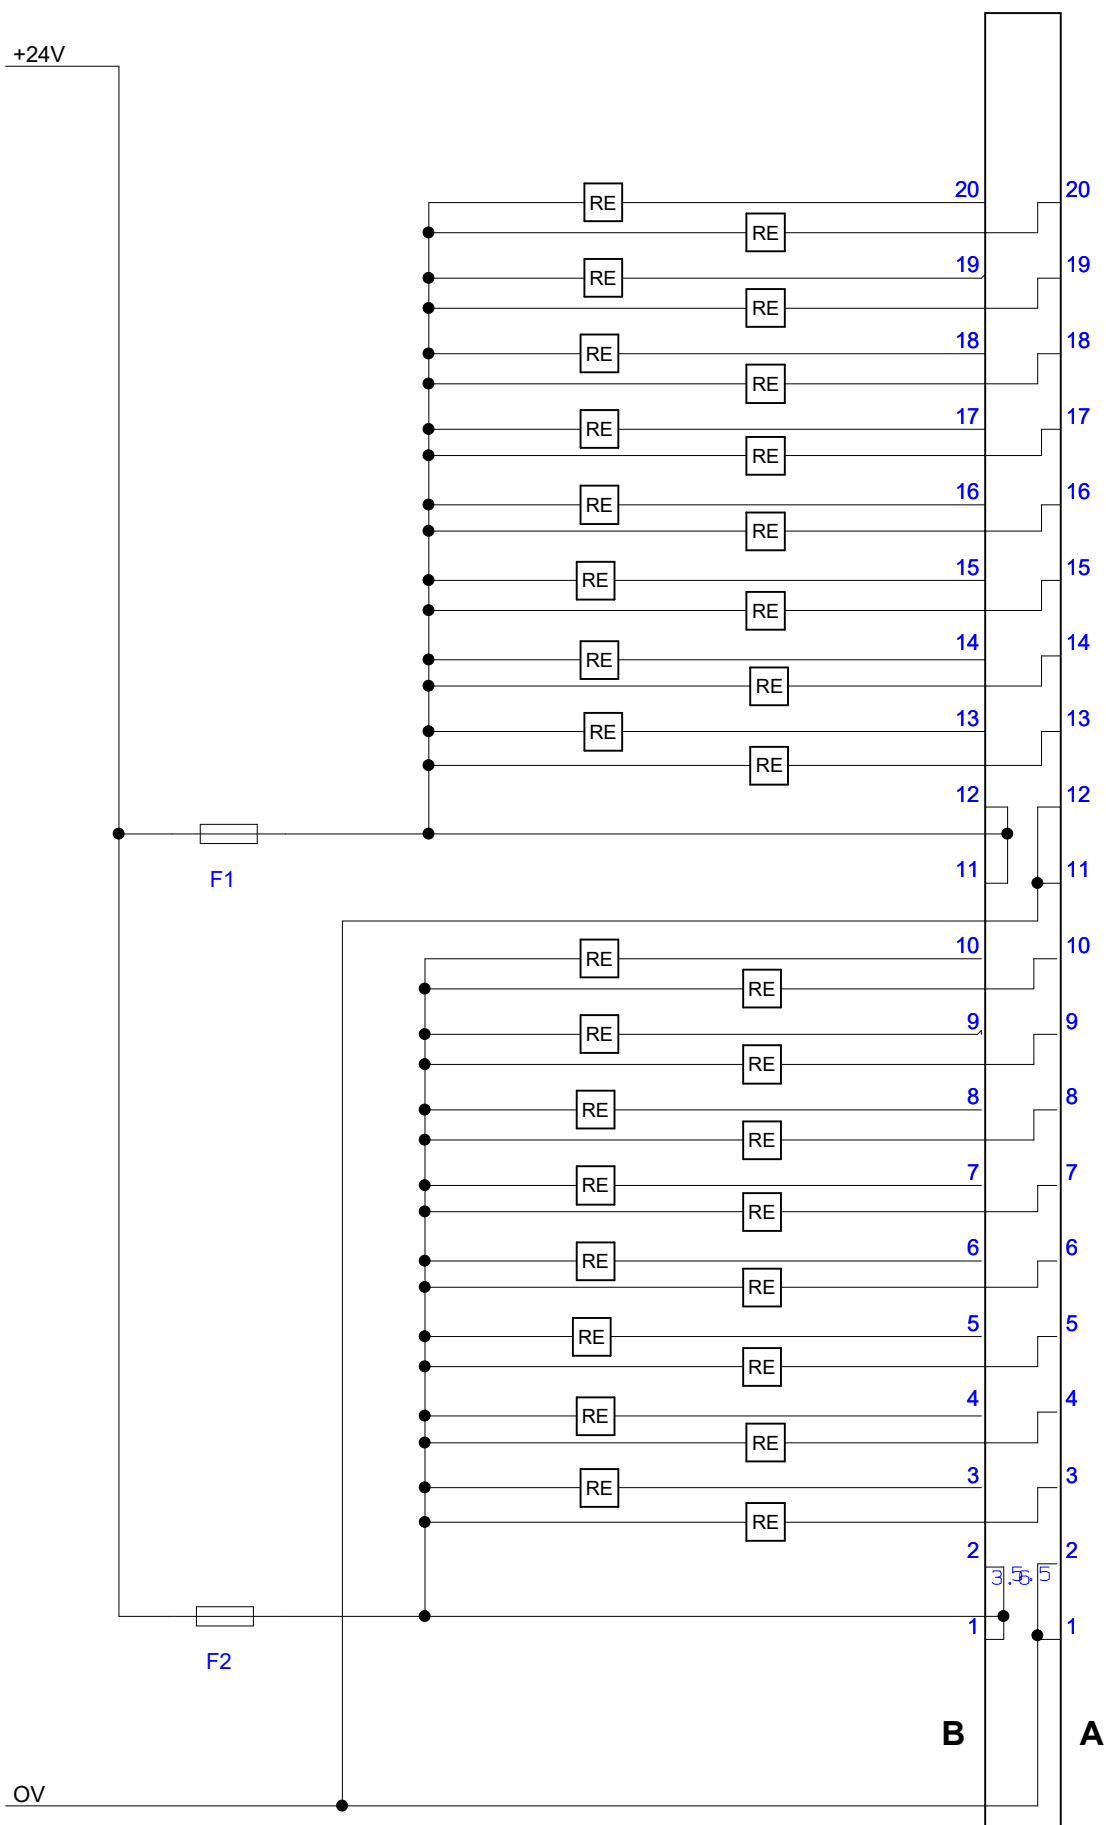 +24V
20 20
RE
RE
19 19
RE
RE
18 18
RE
RE
17 17
RE
RE
16 16
RE
RE
15 15
RE
RE
14 14
RE
RE
13 13
RE
RE
12 12
F1
11 11
10 10
RE
RE
9 9
RE
RE
8 8
RE
RE
7 7
RE
RE
6 6
RE
RE
5 5
RE
RE
4 4
RE
RE
3 3
RE
RE
2 2
1 1
F2
B A
OV